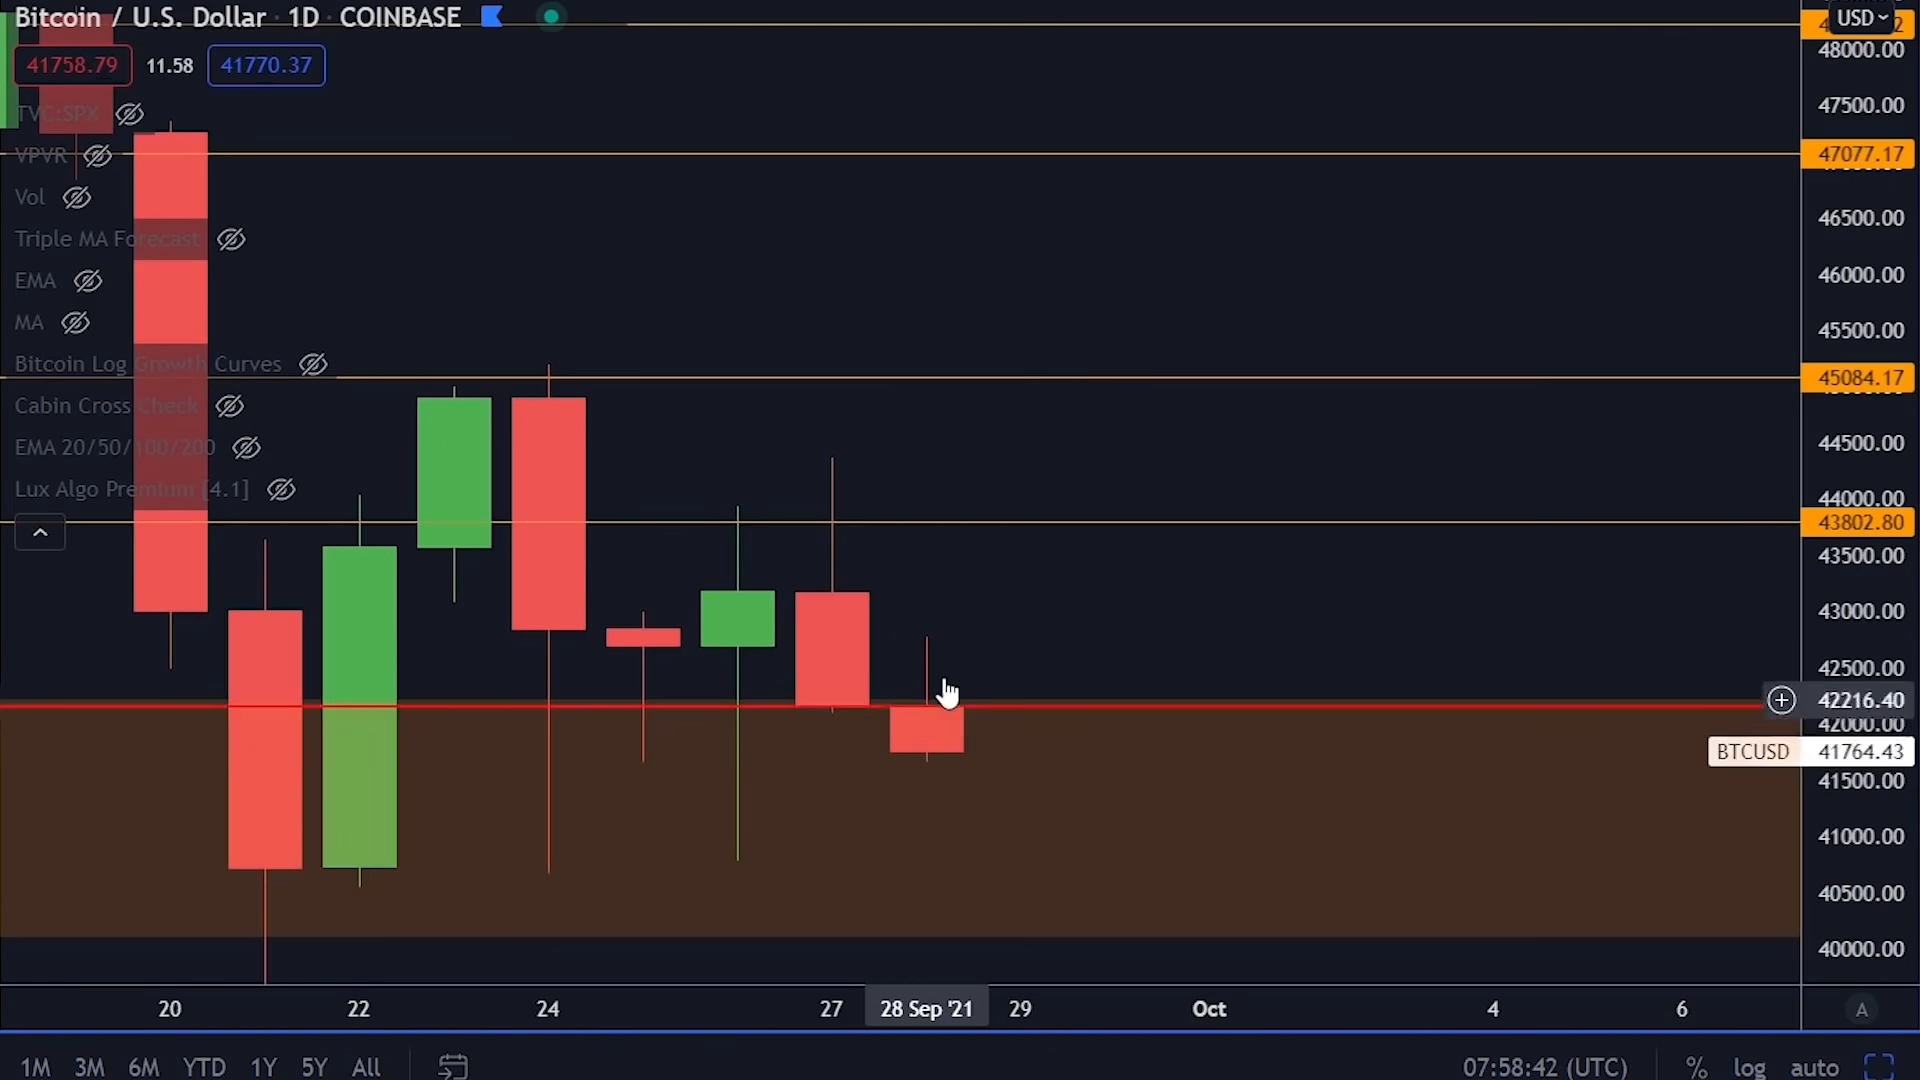 Bitcoin / U.S. Dollar · 1D · COINBASE
USD
48000.00
41758.79 11.58 41770.37
47500.00
TVC:SPX
VPVR
47077.17
Vol
46500.00
Triple MA Forecast
EMA
46000.00
MA
45500.00
Bitcoin Log Growth Curves
45084.17
Cabin Cross Check
EMA 20/50/100/200
44500.00
Lux Algo Premium [4.1]
44000.00
43802.80
43500.00
43000.00
42500.00
42216.40
42000.00
BTCUSD 41764.43
41500.00
41000.00
40500.00
40000.00
20 22 24 27 28 Sep '21 29 Oct 4 6 A
1M 3M 6M YTD 1Y 5Y All 07:58:42 (UTC) % log auto